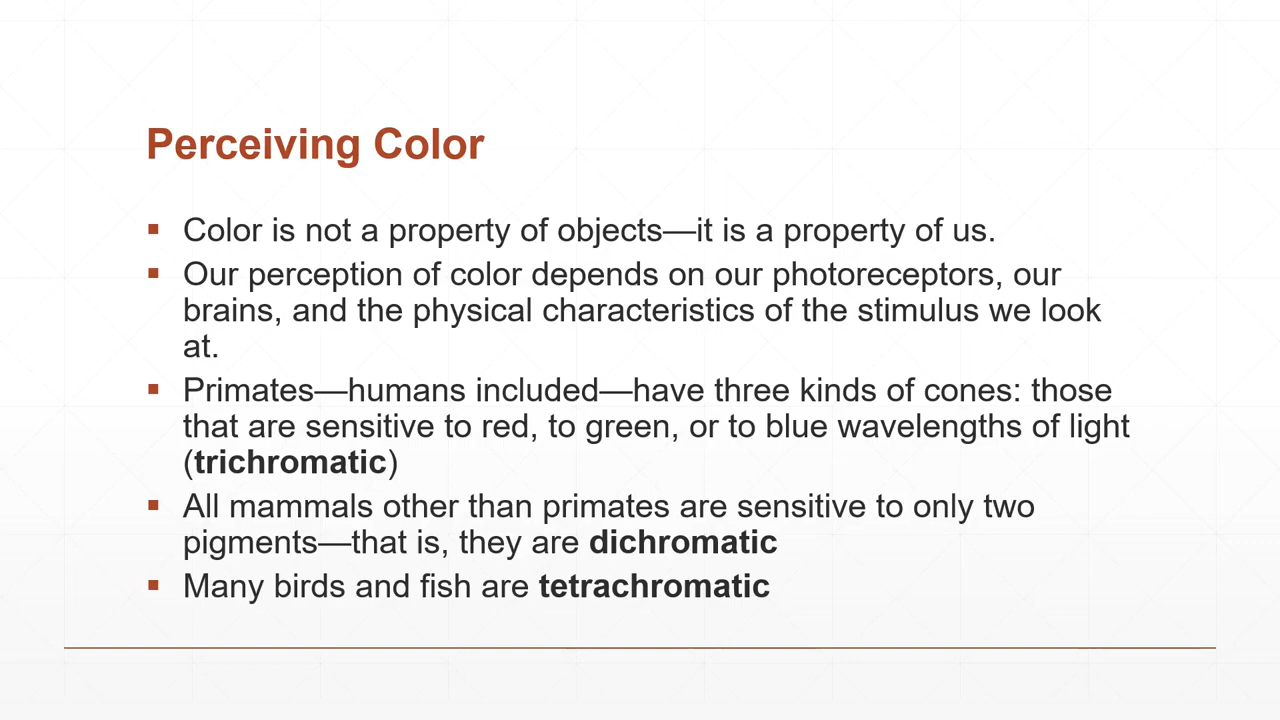 Perceiving Color
▪ Color is not a property of objects—it is a property of us.
▪ Our perception of color depends on our photoreceptors, our
brains, and the physical characteristics of the stimulus we look
at.
▪ Primates—humans included—have three kinds of cones: those
that are sensitive to red, to green, or to blue wavelengths of light
(trichromatic)
▪ All mammals other than primates are sensitive to only two
pigments—that is, they are dichromatic
▪ Many birds and fish are tetrachromatic